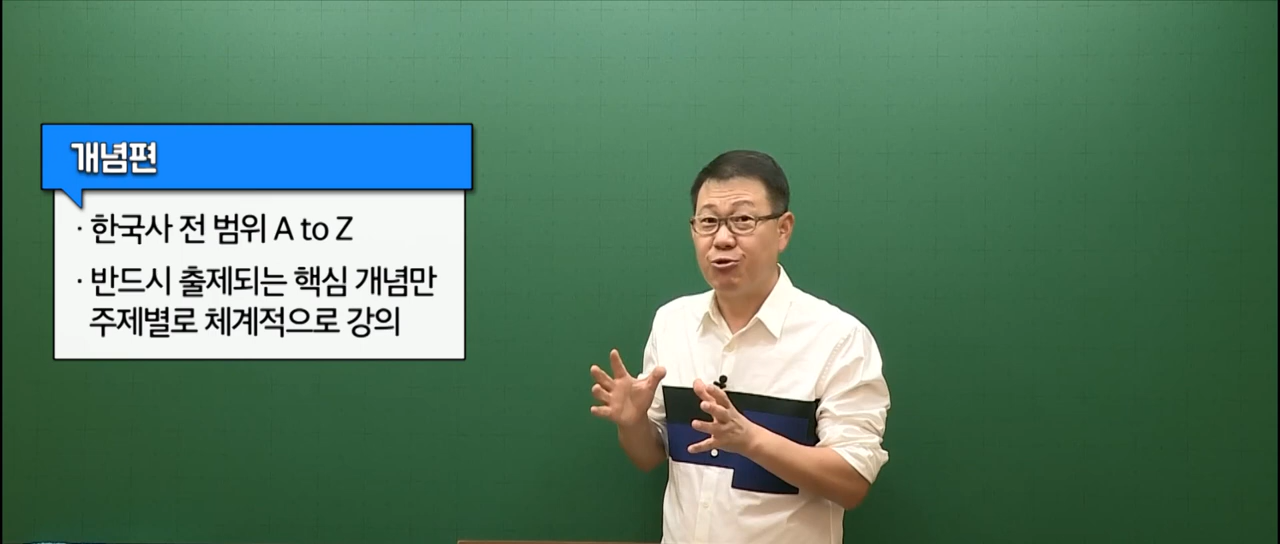 개념편
· 한국사 전 범위 A to Z
· 반드시 출제되는 핵심 개념만
주제별로 체계적으로 강의